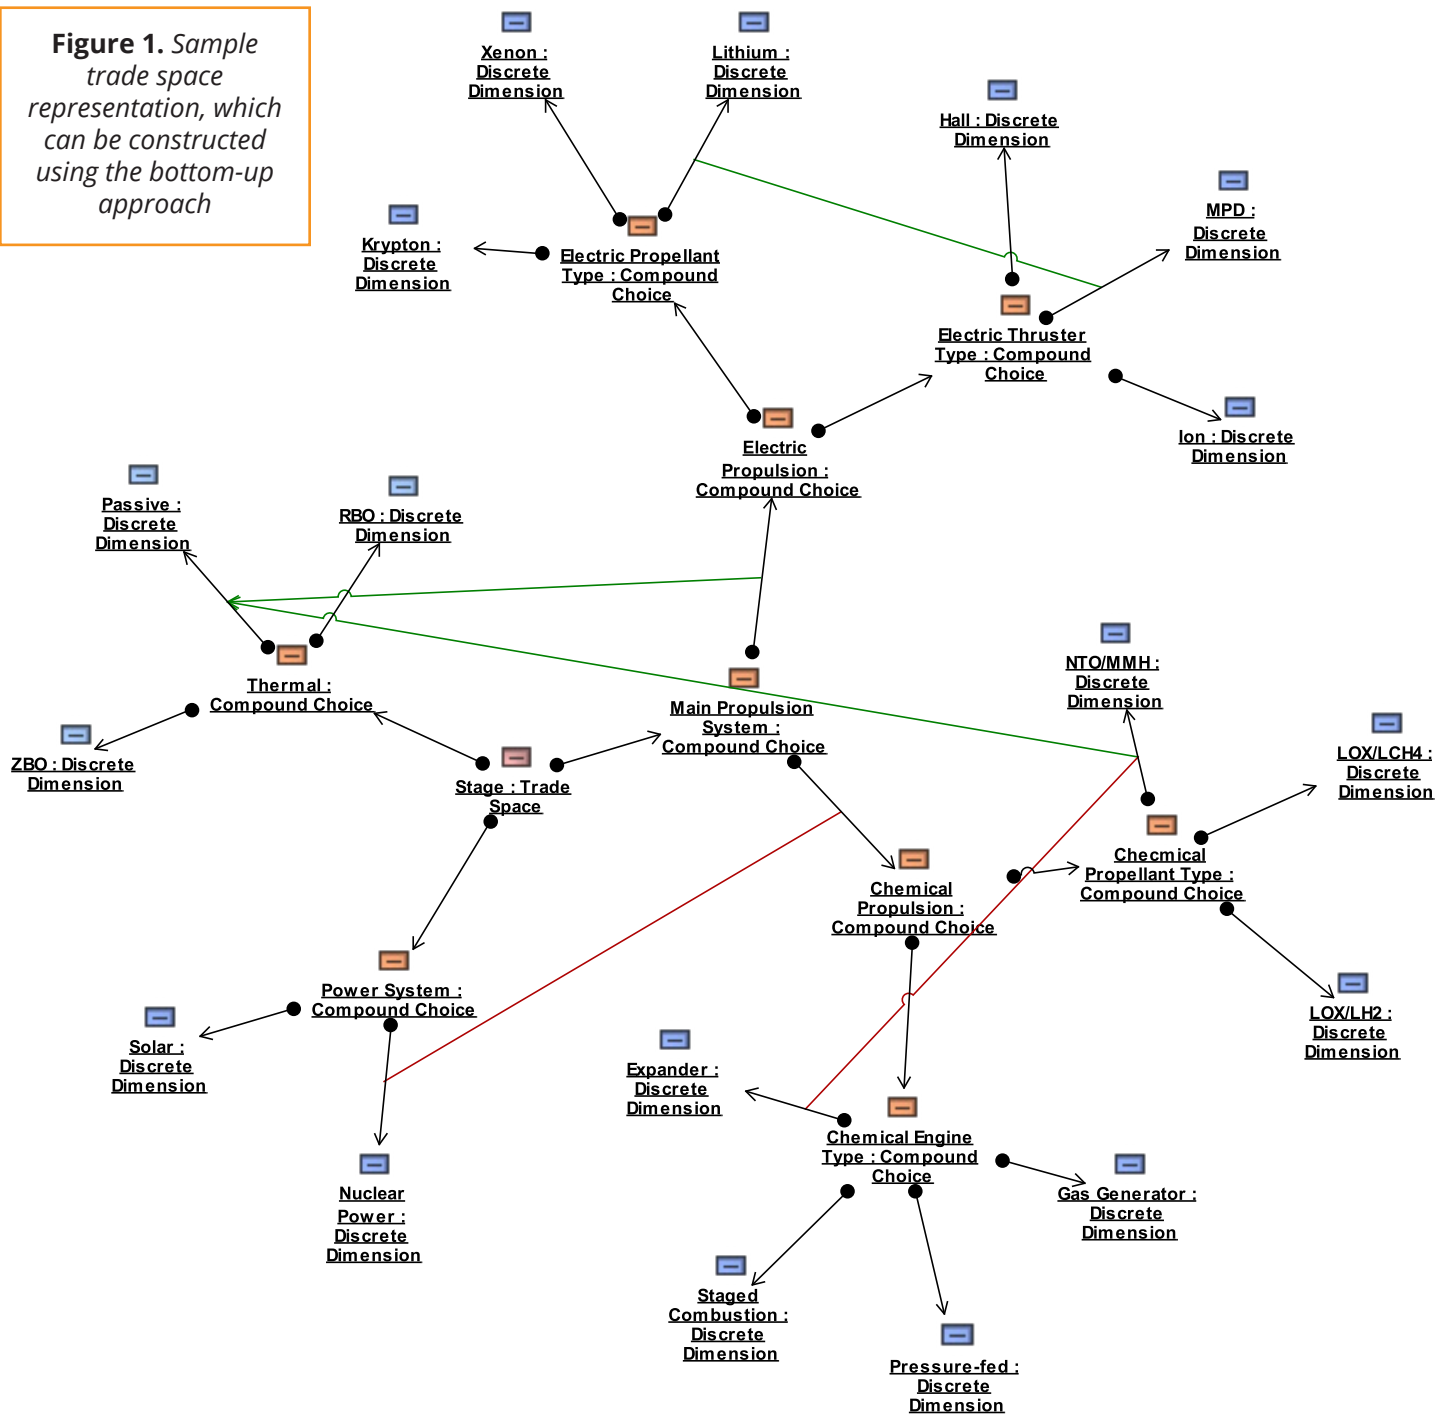 Figure 1. Sample
trade space
representation, which
can be constructed
using the bottom-up
approach
Xenon :
Discrete
Dimension
Lithium :
Discrete
Dimension
Hall : Discrete
Dimension
MPD :
Discrete
Dimension
Krypton :
Discrete
Dimension
Electric Propellant
Type : Compound
Choice
Electric Thruster
Type : Compound
Choice
Ion : Discrete
Dimension
Electric
Propulsion :
Compound Choice
Passive :
Discrete
Dimension
RBO : Discrete
Dimension
Thermal :
Compound Choice
NTO/MMH :
Discrete
Dimension
Main Propulsion
System :
Compound Choice
ZBO : Discrete
Dimension
Stage : Trade
Space
LOX/LCH4 :
Discrete
Dimension
Checmical
Propellant Type :
Compound Choice
Chemical
Propulsion :
Compound Choice
Power System :
Compound Choice
LOX/LH2 :
Discrete
Dimension
Solar :
Discrete
Dimension
Expander :
Discrete
Dimension
Chemical Engine
Type : Compound
Choice
Nuclear
Power :
Discrete
Dimension
Gas Generator :
Discrete
Dimension
Staged
Combustion :
Discrete
Dimension
Pressure-fed :
Discrete
Dimension